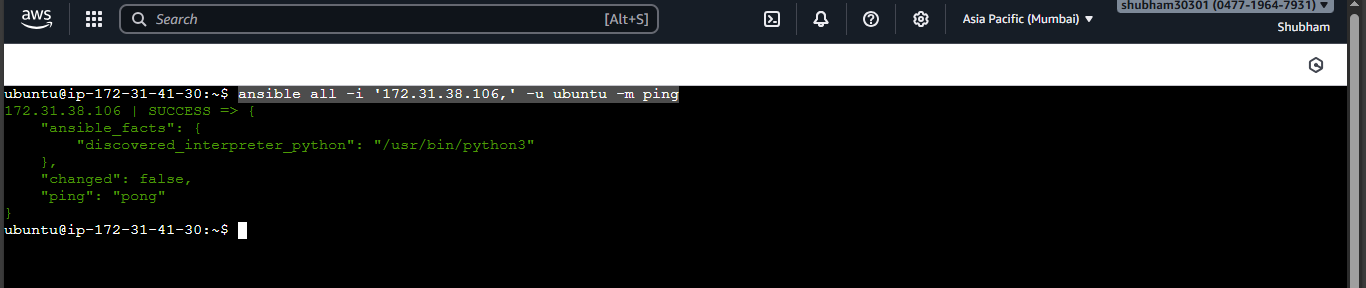 shubham30301 (0477-1964-7931) ▼
aws Search [Alt+S] Asia Pacific (Mumbai) ▼
Shubham
ubuntu@ip-172-31-41-30:~$ ansible all -i '172.31.38.106,' -u ubuntu -m ping
172.31.38.106 | SUCCESS => {
    "ansible_facts": {
        "discovered_interpreter_python": "/usr/bin/python3"
    },
    "changed": false,
    "ping": "pong"
}
ubuntu@ip-172-31-41-30:~$